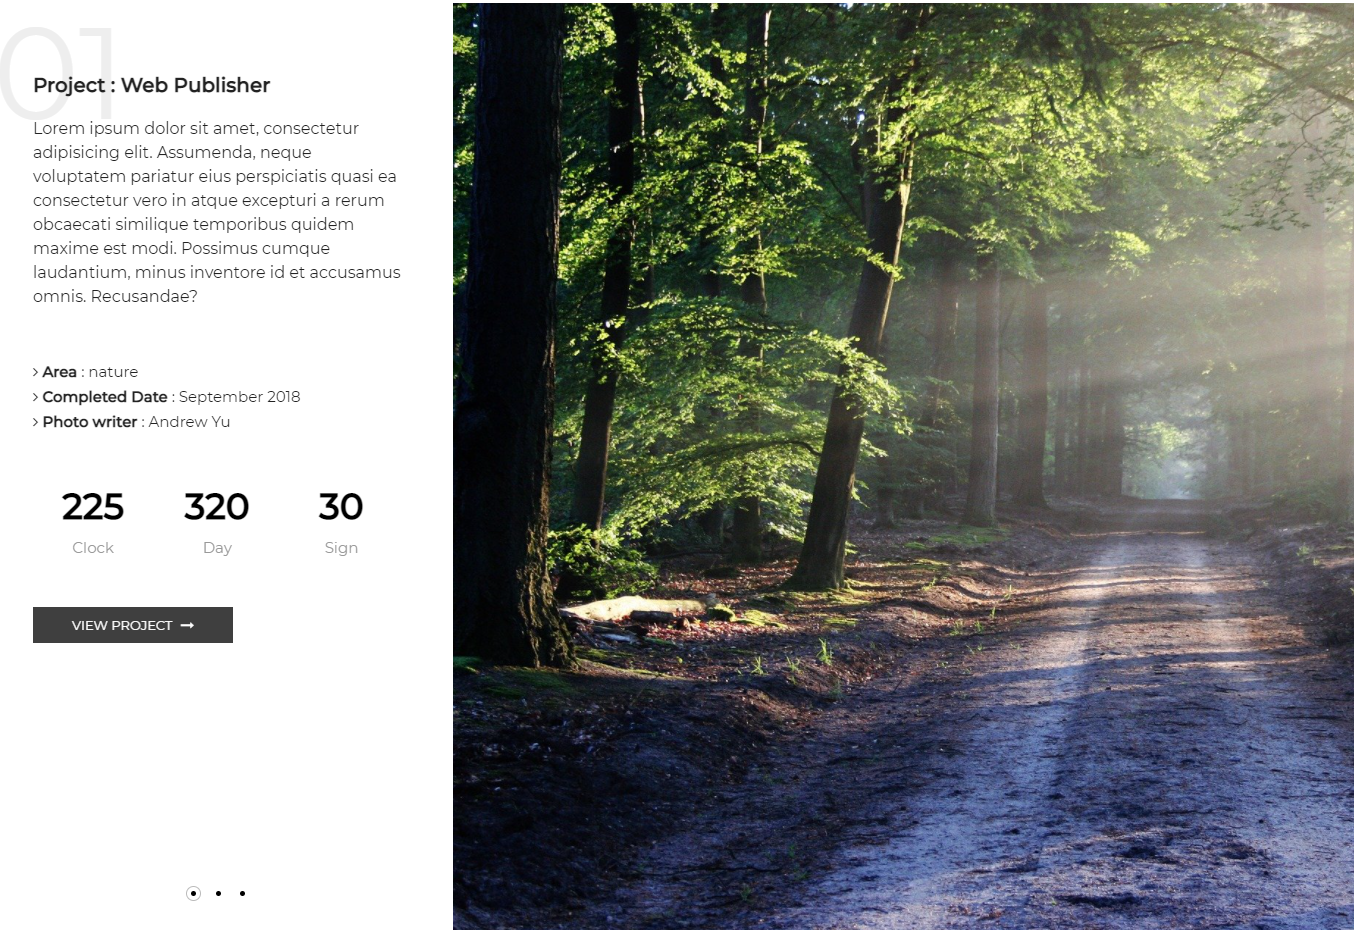 01
Project : Web Publisher
Lorem ipsum dolor sit amet, consectetur
adipisicing elit. Assumenda, neque
voluptatem pariatur eius perspiciatis quasi ea
consectetur vero in atque excepturi a rerum
obcaecati similique temporibus quidem
maxime est modi. Possimus cumque
laudantium, minus inventore id et accusamus
omnis. Recusandae?
Area : nature
Completed Date : September 2018
Photo writer : Andrew Yu
225 320 30
Clock Day Sign
VIEW PROJECT